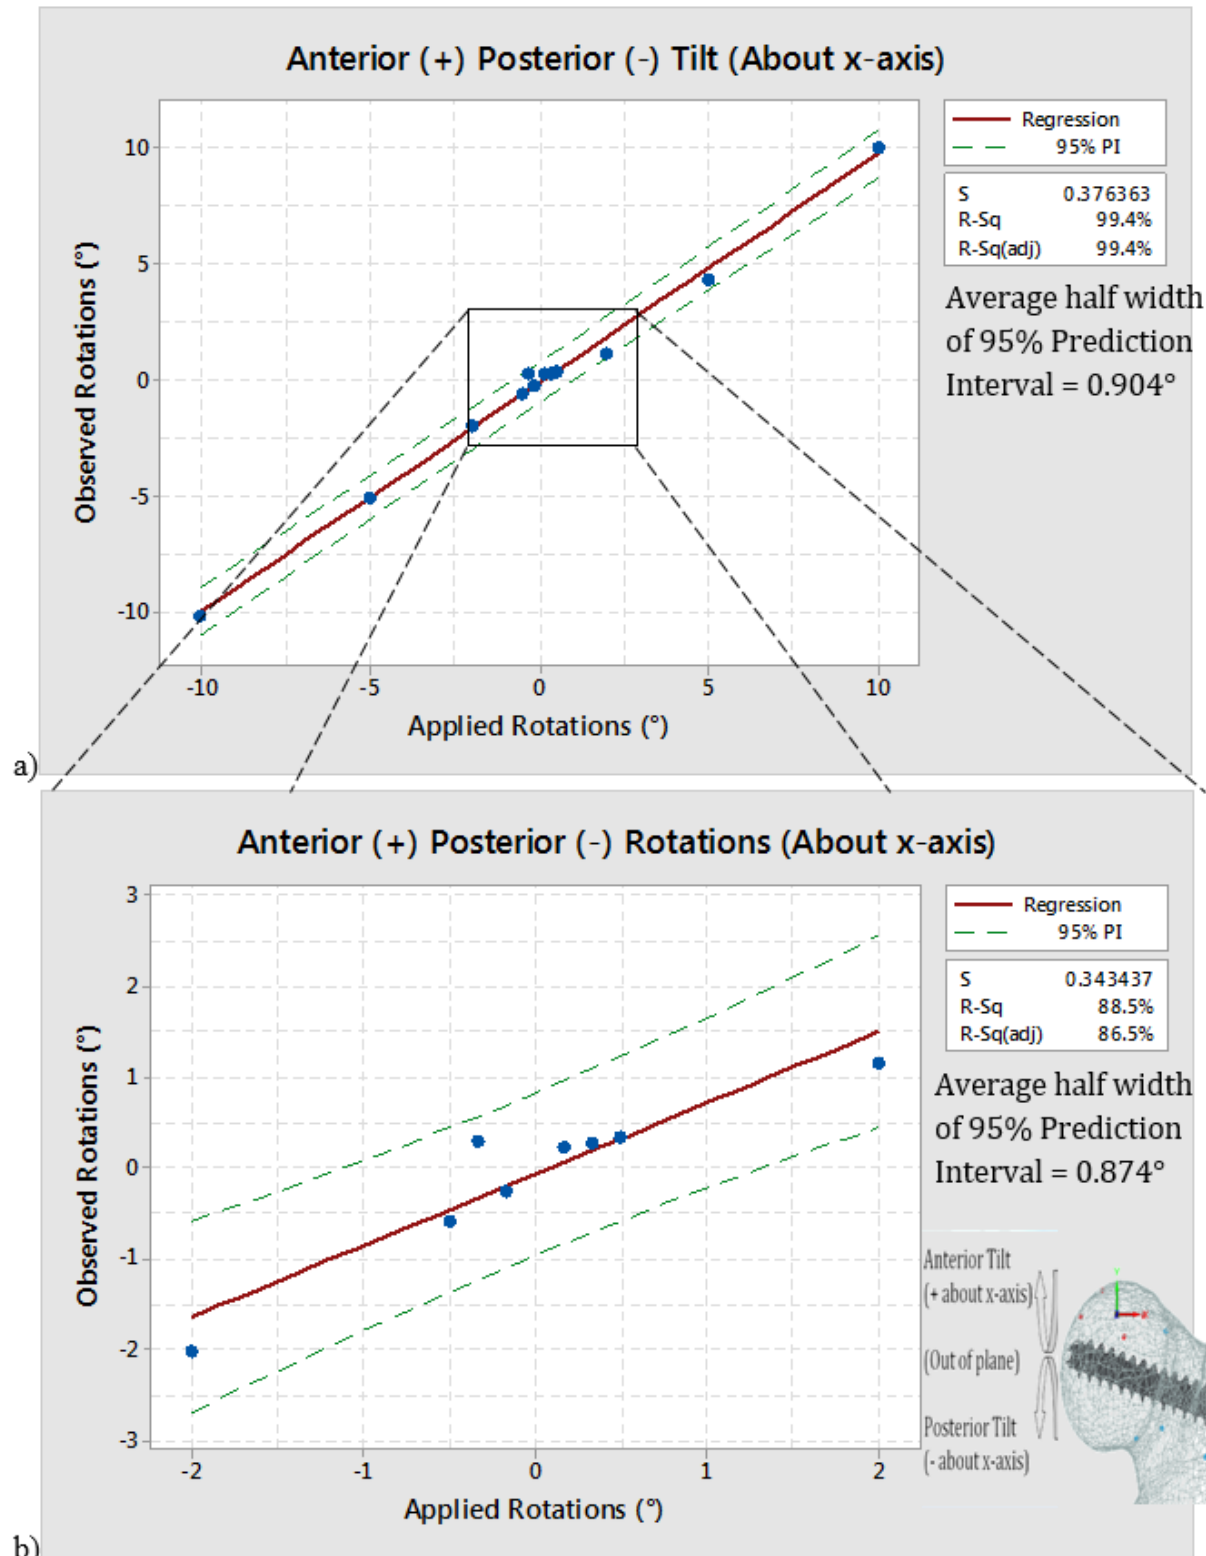 Anterior (+) Posterior (-) Tilt (About x-axis)
Regression
95% PI
S 0.376363
R-Sq 99.4%
R-Sq(adj) 99.4%
Average half width
of 95% Prediction
Interval = 0.904°
Observed Rotations (°)
10
5
0
-5
-10
-10 -5 0 5 10
Applied Rotations (°)
a)
Anterior (+) Posterior (-) Rotations (About x-axis)
Regression
95% PI
S 0.343437
R-Sq 88.5%
R-Sq(adj) 86.5%
Average half width
of 95% Prediction
Interval = 0.874°
Observed Rotations (°)
3
2
1
0
-1
-2
-3
-2 -1 0 1 2
Applied Rotations (°)
Anterior Tilt
(+ about x-axis)
(Out of plane)
Posterior Tilt
(- about x-axis)
b)